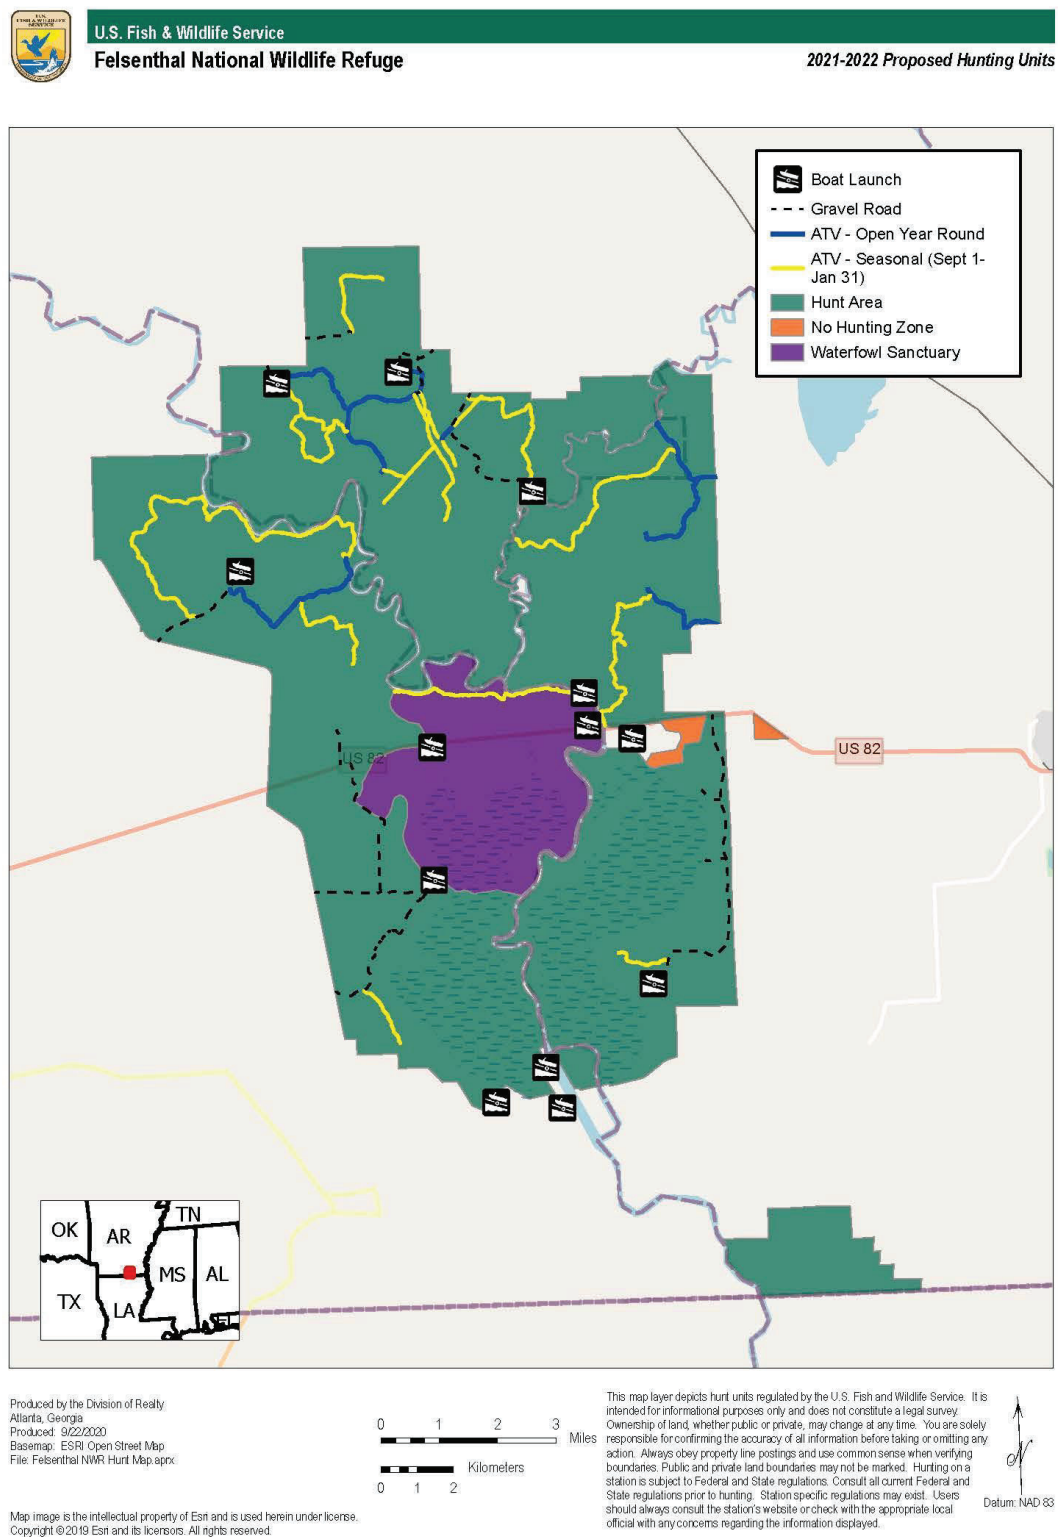 U.S.
FISH & WILDLIFE
SERVICE
U.S. Fish & Wildlife Service
Felsenthal National Wildlife Refuge
2021-2022 Proposed Hunting Units
Boat Launch
Gravel Road
ATV - Open Year Round
ATV - Seasonal (Sept 1-
Jan 31)
Hunt Area
No Hunting Zone
Waterfowl Sanctuary
US 82
US 82
OK
AR
TN
MS
AL
TX
LA
FL
Produced by the Division of Realty
Atlanta, Georgia
Produced: 9/22/2020
Basemap: ESRI Open Street Map
File: Felsenthal NWR Hunt Map.aprx
Map image is the intellectual property of Esri and is used herein under license.
Copyright © 2019 Esri and its licensors. All rights reserved.
0 1 2 3
Miles
Kilometers
0 1 2
This map layer depicts hunt units regulated by the U.S. Fish and Wildlife Service. It is
intended for informational purposes only and does not constitute a legal survey.
Ownership of land, whether public or private, may change at any time. You are solely
responsible for confirming the accuracy of all information before taking or omitting any
action. Always obey property line postings and use common sense when verifying
boundaries. Public and private land boundaries may not be marked. Hunting on a
station is subject to Federal and State regulations. Consult all current Federal and
State regulations prior to hunting. Station specific regulations may exist. Users
should always consult the station's website or check with the appropriate local
official with any concerns regarding the information displayed.
N
Datum: NAD 83